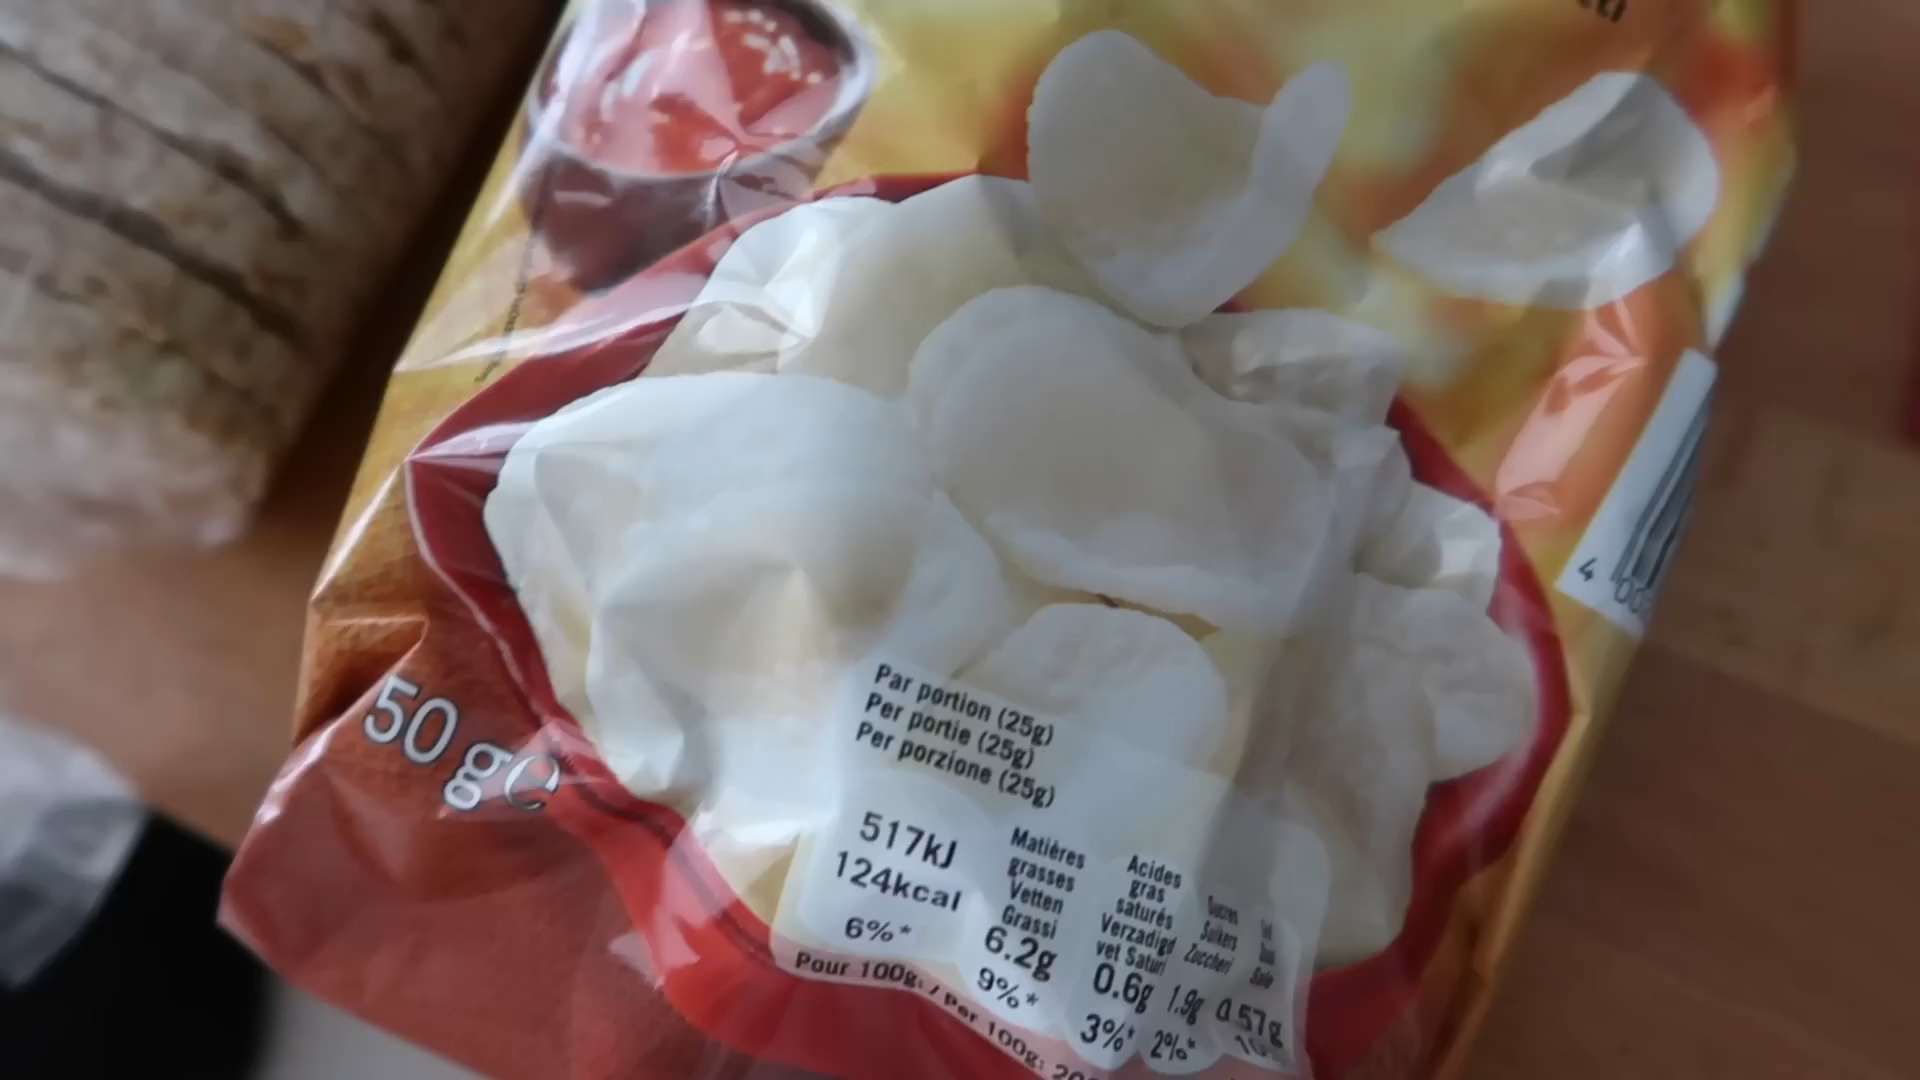 50 g e
Par portion (25g)
Per portie (25g)
Per porzione (25g)
517kJ
124kcal
6%*
Matières
grasses
Vetten
Grassi
6.2g
9%*
Acides
gras
saturés
Verzadigd
vet Saturi
0.6g
3%*
Sucres
Suikers
Zuccheri
1.9g
2%*
Sale
0.57g
Pour 100g: / Per 100g:
4